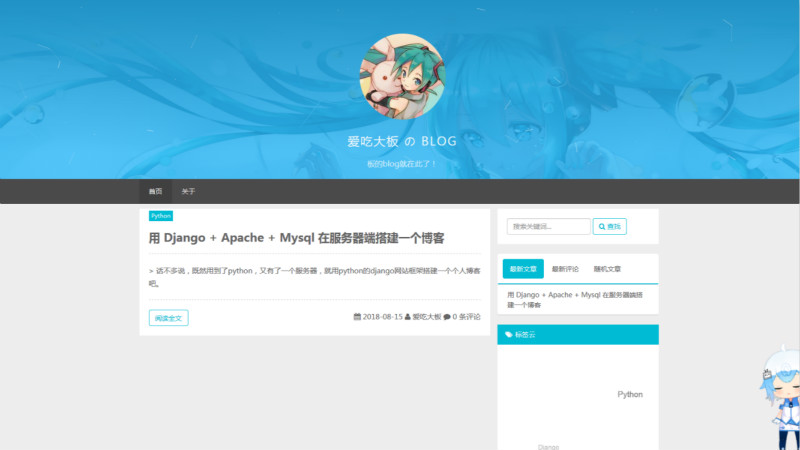 爱吃大板 の BLOG
板的blog就在此了！
首页 关于
Python
用 Django + Apache + Mysql 在服务器端搭建一个博客
> 话不多说，既然用到了python，又有了一个服务器，就用python的django网站框架搭建一个个人博客
吧。
阅读全文 2018-08-15 爱吃大板 0 条评论
搜索关键词... 查找
最新文章 最新评论 随机文章
用 Django + Apache + Mysql 在服务器端搭
建一个博客
标签云
Python
Django